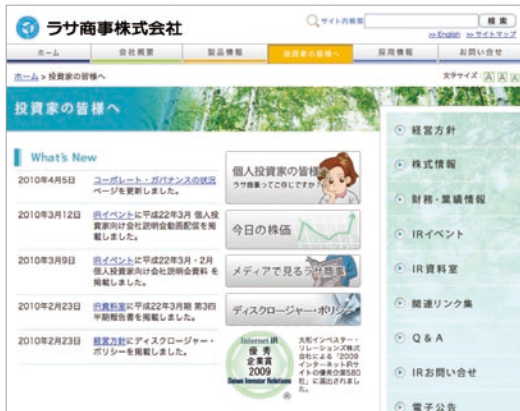 ラサ商事株式会社
サイト内検索
検索
>> English >> サイトマップ
ホーム
会社概要
製品情報
投資家の皆様へ
採用情報
お問い合せ
ホーム > 投資家の皆様へ
文字サイズ： A A A
投資家の皆様へ
What's New
2010年4月5日
コーポレート・ガバナンスの状況
ページを更新しました。
2010年3月12日
IRイベントに平成22年3月 個人投
資家向け会社説明会動画配信を掲
載しました。
2010年3月9日
IRイベントに平成22年3月・2月
個人投資家向け会社説明会資料 を
掲載しました。
2010年2月23日
IR資料室に平成22年3月期 第3四
半期報告書を掲載しました。
2010年2月23日
経営方針にディスクロージャー・
ポリシーを掲載しました。
個人投資家の皆様
ラサ商事ってご存じですか?
今日の株価
メディアで見るラサ商事
ディスクロージャー・ポリシー
Internet IR
優秀
企業賞
2009
Daiwa Investor Relations
大和インベスター・
リレーションズ株式
会社による「2009
インターネットIRサ
イトの優秀企業580
社」に選出されまし
た。
経営方針
株式情報
財務・業績情報
IRイベント
IR資料室
関連リンク集
Q & A
IRお問い合せ
電子公告